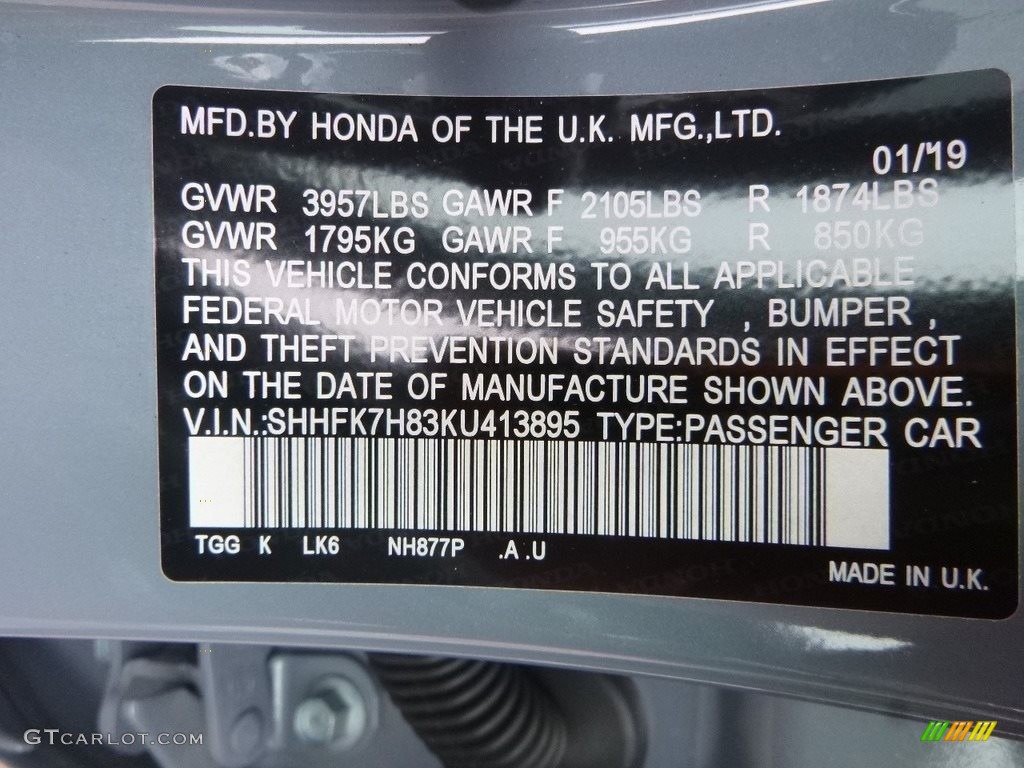 MFD.BY HONDA OF THE U.K. MFG.,LTD.
01/'19
GVWR 3957LBS GAWR F 2105LBS R 1874LBS
GVWR 1795KG GAWR F 955KG R 850KG
THIS VEHICLE CONFORMS TO ALL APPLICABLE
FEDERAL MOTOR VEHICLE SAFETY , BUMPER ,
AND THEFT PREVENTION STANDARDS IN EFFECT
ON THE DATE OF MANUFACTURE SHOWN ABOVE.
V.I.N.:SHHFK7H83KU413895 TYPE:PASSENGER CAR
TGG K LK6 NH877P .A .U
MADE IN U.K.
GTCARLOT.COM